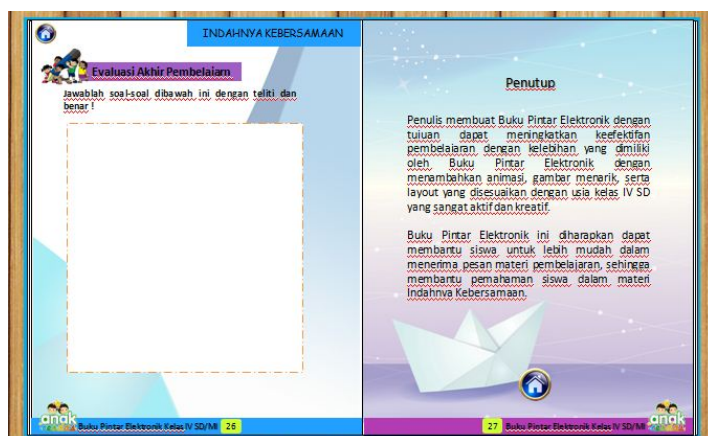 INDAHNYA KEBERSAMAAN
Evaluasi Akhir Pembelajarn
Jawablah soal-soal dibawah ini dengan teliti dan
benar !
anak
Buku Pintar Elektronik Kelas IV SD/MI 26
Penutup
Penulis membuat Buku Pintar Elektronik dengan
tujuan dapat meningkatkan keefektifan
pembelajaran dengan kelebihan yang dimiliki
oleh Buku Pintar Elektronik dengan
menambahkan animasi, gambar menarik, serta
layout yang disesuaikan dengan usia kelas IV SD
yang sangat aktif dan kreatif.
Buku Pintar Elektronik ini diharapkan dapat
membantu siswa untuk lebih mudah dalam
menerima pesan materi pembelajaran, sehingga
membantu pemahaman siswa dalam materi
Indahnya Kebersamaan.
27 Buku Pintar Elektronik Kelas IV SD/MI
anak